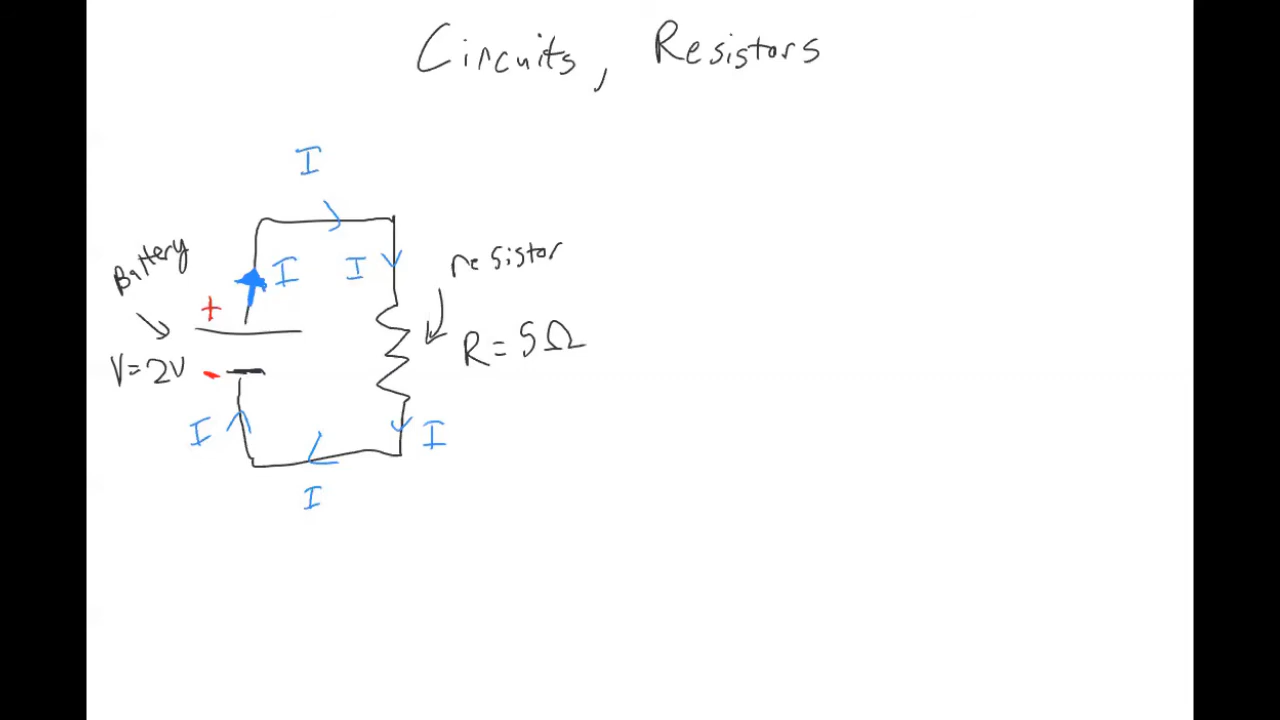 Circuits, Resistors
I
Battery
I
I
resistor
+
V=2V
-
R=5Ω
I
I
I